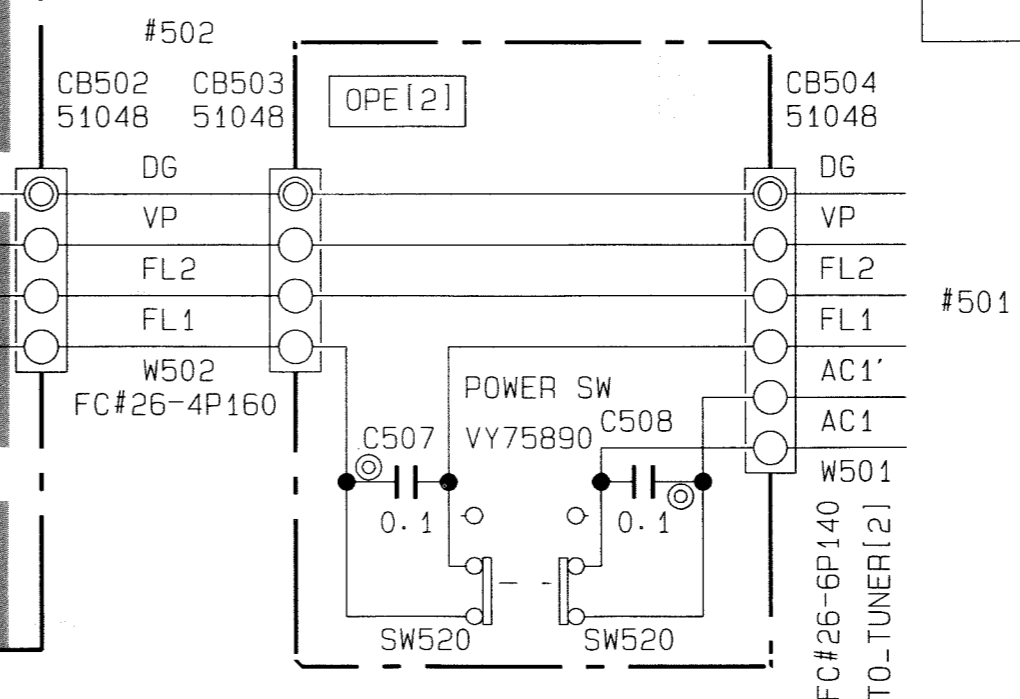 #502
CB502
51048
CB503
51048
OPE[2]
CB504
51048
DG
VP
FL2
FL1
W502
FC#26-4P160
DG
VP
FL2
FL1
AC1'
AC1
W501
#501
POWER SW
VY75890
C507
0.1
C508
0.1
SW520
SW520
FC#26-6P140
TO_TUNER[2]